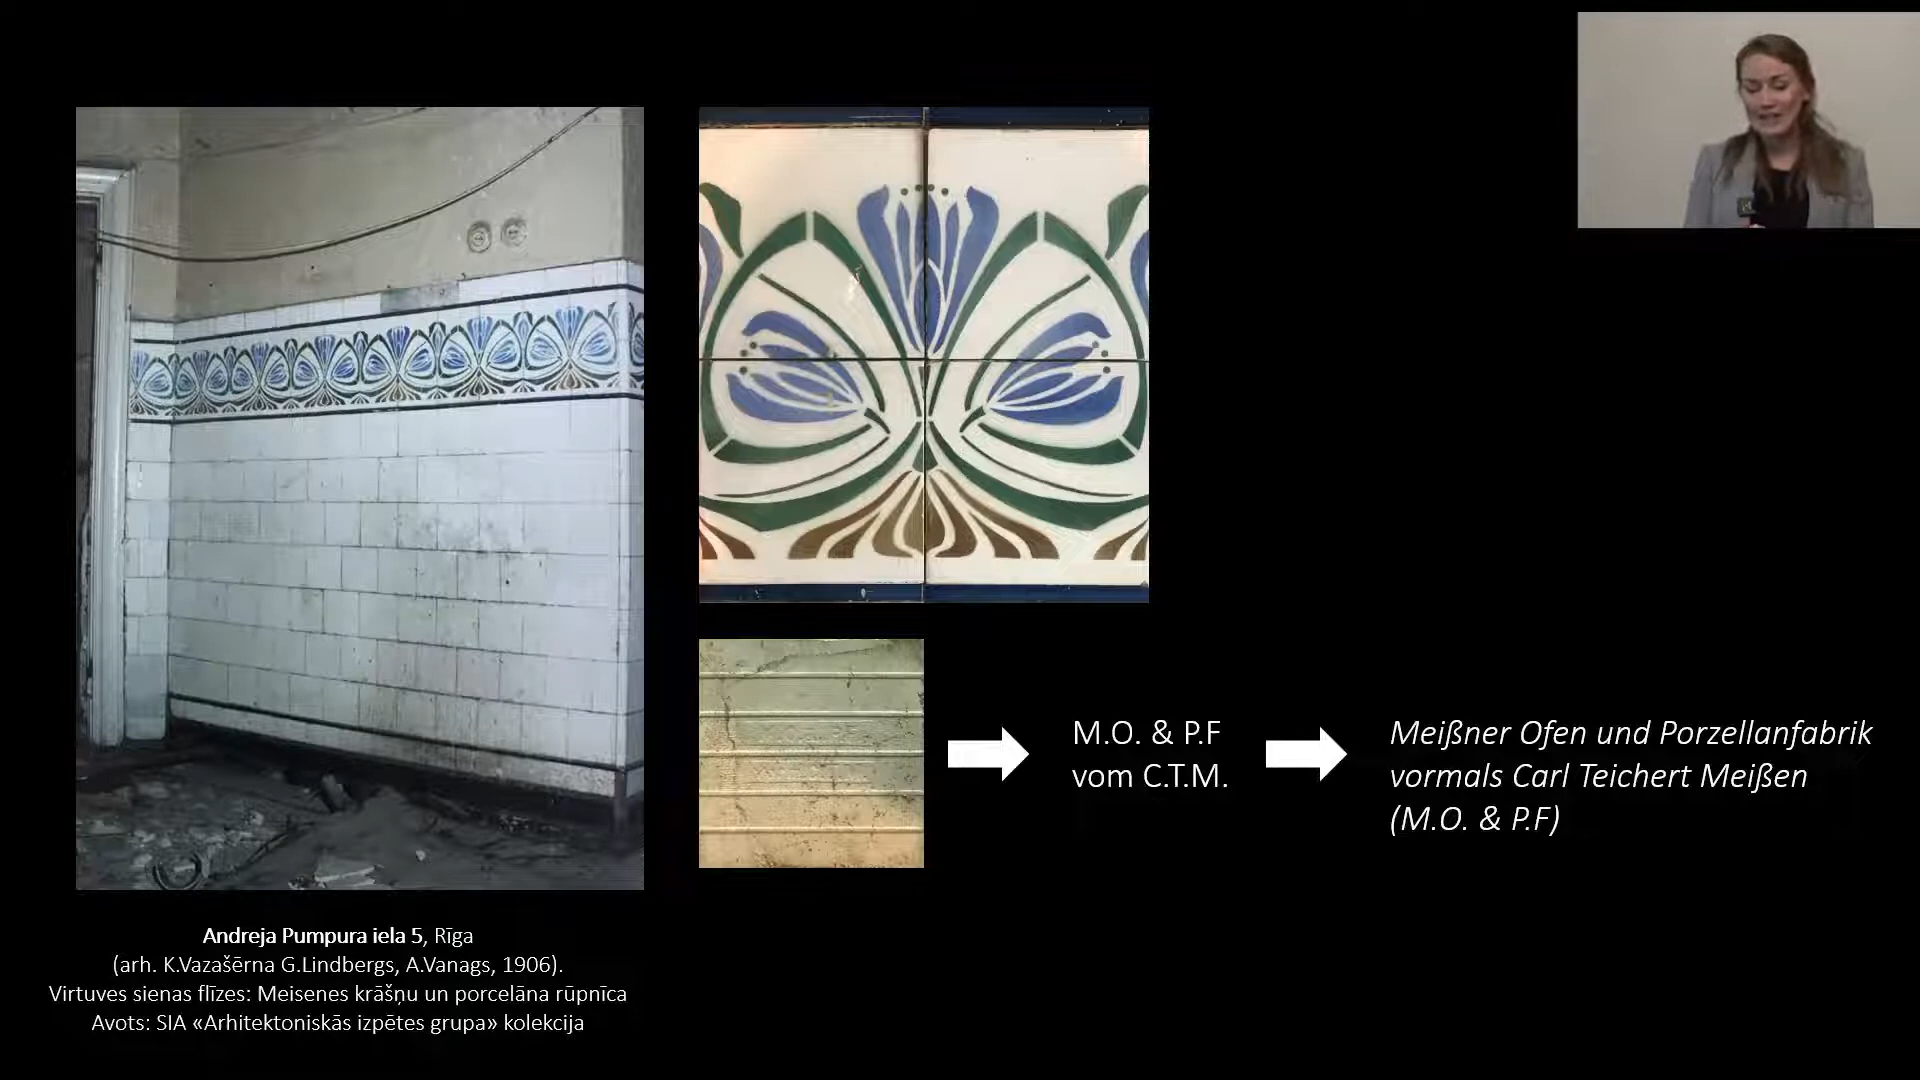 M.O. & P.F
vom C.T.M.
Meißner Ofen und Porzellanfabrik
vormals Carl Teichert Meißen
(M.O. & P.F)
Andreja Pumpura iela 5, Rīga
(arh. K.Vazašērna G.Lindbergs, A.Vanags, 1906).
Virtuves sienas flīzes: Meisenes krāšņu un porcelāna rūpnīca
Avots: SIA «Arhitektoniskās izpētes grupa» kolekcija